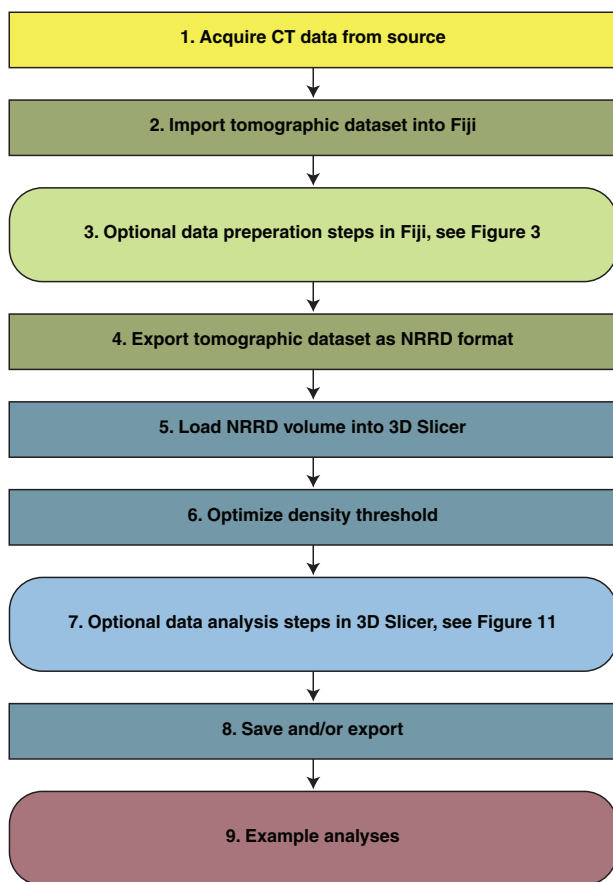 1. Acquire CT data from source
2. Import tomographic dataset into Fiji
3. Optional data preperation steps in Fiji, see Figure 3
4. Export tomographic dataset as NRRD format
5. Load NRRD volume into 3D Slicer
6. Optimize density threshold
7. Optional data analysis steps in 3D Slicer, see Figure 11
8. Save and/or export
9. Example analyses